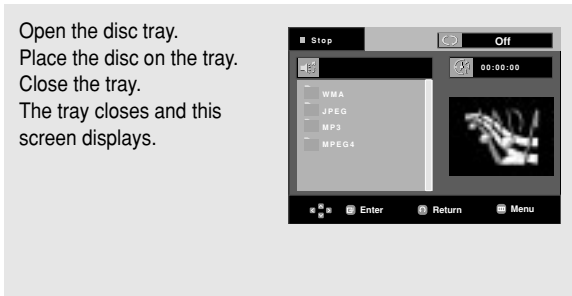 Open the disc tray.
Place the disc on the tray.
Close the tray.
The tray closes and this
screen displays.
Stop Off
00:00:00
WMA
JPEG
MP3
MPEG4
Enter Return Menu